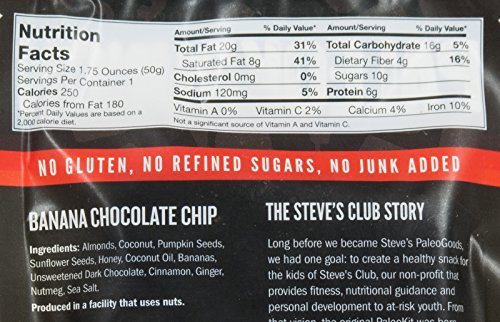 Nutrition
Facts
Serving Size 1.75 Ounces (50g)
Servings Per Container 1
Calories 250
Calories from Fat 180
*Percent Daily Values are based on a
2,000 calorie diet.
Amount/Serving % Daily Value*
Total Fat 20g 31%
Saturated Fat 8g 41%
Cholesterol 0mg 0%
Sodium 120mg 5%
Amount/Serving % Daily Value*
Total Carbohydrate 16g 5%
Dietary Fiber 4g 16%
Sugars 10g
Protein 6g
Vitamin A 0% Vitamin C 2% Calcium 4% Iron 10%
Not a significant source of Vitamin A and Vitamin C.
NO GLUTEN, NO REFINED SUGARS, NO JUNK ADDED
BANANA CHOCOLATE CHIP
Ingredients: Almonds, Coconut, Pumpkin Seeds,
Sunflower Seeds, Honey, Coconut Oil, Bananas,
Unsweetened Dark Chocolate, Cinnamon, Ginger,
Nutmeg, Sea Salt.
Produced in a facility that uses nuts.
THE STEVE'S CLUB STORY
Long before we became Steve's PaleoGoods,
we had one goal: to create a healthy snack for
the kids of Steve's Club, our non-profit that
provides fitness, nutritional guidance and
personal development to at-risk youth. From
that vision, the original PaleoKit was born